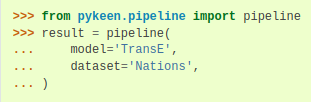 >>> from pykeen.pipeline import pipeline
>>> result = pipeline(
...     model='TransE',
...     dataset='Nations',
... )